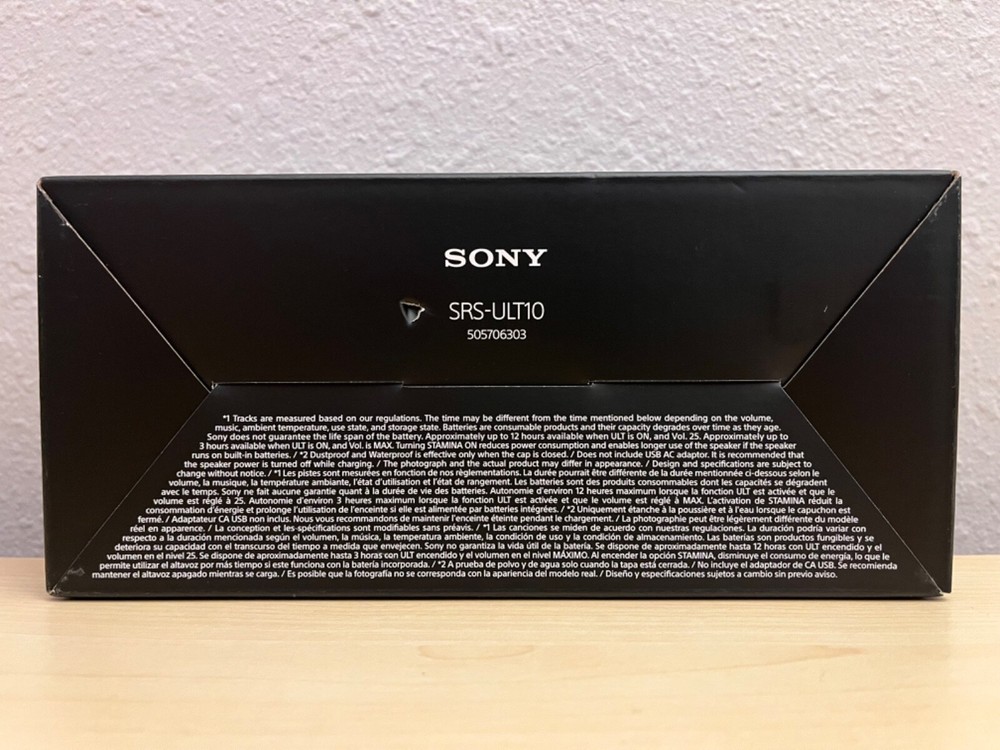 SONY
SRS-ULT10
505706303
*1 Tracks are measured based on our regulations. The time may be different from the time mentioned below depending on the volume,
music, ambient temperature, use state, and storage state. Batteries are consumable products and their capacity degrades over time as they age.
Sony does not guarantee the life span of the battery. Approximately up to 12 hours available when ULT is ON, and Vol. 25. Approximately up to
3 hours available when ULT is ON, and Vol. is MAX. Turning STAMINA ON reduces power consumption and enables longer use of the speaker if the speaker
runs on built-in batteries. / *2 Dustproof and Waterproof is effective only when the cap is closed. / Does not include USB AC adaptor. It is recommended that
the speaker power is turned off while charging. / The photograph and the actual product may differ in appearance. / Design and specifications are subject to
change without notice. / *1 Les pistes sont mesurées en fonction de nos réglementations. La durée pourrait être différente de la durée mentionnée ci-dessous selon le
volume, la musique, la température ambiante, l'état d'utilisation et l'état de rangement. Les batteries sont des produits consommables dont les capacités se dégradent
avec le temps. Sony ne fait aucune garantie quant à la durée de vie des batteries. Autonomie d'environ 12 heures maximum lorsque la fonction ULT est activée et que le
volume est réglé à 25. Autonomie d'environ 3 heures maximum lorsque la fonction ULT est activée et que le volume est réglé à MAX. L'activation de STAMINA réduit la
consommation d'énergie et prolonge l'utilisation de l'enceinte si elle est alimentée par batteries intégrées. / *2 Uniquement étanche à la poussière et à l'eau lorsque le capuchon est
fermé. / Adaptateur CA USB non inclus. Nous vous recommandons de maintenir l'enceinte éteinte pendant le chargement. / La photographie peut être légèrement différente du modèle
réel en apparence. / La conception et les spécifications sont modifiables sans préavis. / *1 Las canciones se miden de acuerdo con nuestras regulaciones. La duración podría variar con
respecto a la duración mencionada según el volumen, la música, la temperatura ambiente, la condición de uso y la condición de almacenamiento. Las baterías son productos fungibles y se
deteriora su capacidad con el transcurso del tiempo a medida que envejecen. Sony no garantiza la vida útil de la batería. Se dispone de aproximadamente hasta 12 horas con ULT encendido y el
volumen en el nivel 25. Se dispone de aproximadamente hasta 3 horas con ULT encendido y el volumen en el nivel MÁXIMO. Al encender la opción STAMINA, disminuye el consumo de energía, lo que le
permite utilizar el altavoz por más tiempo si este funciona con la batería incorporada. / *2 A prueba de polvo y de agua solo cuando la tapa está cerrada. / No incluye el adaptador de CA USB. Se recomienda
mantener el altavoz apagado mientras se carga. / Es posible que la fotografía no se corresponda con la apariencia del modelo real. / Diseño y especificaciones sujetos a cambio sin previo aviso.